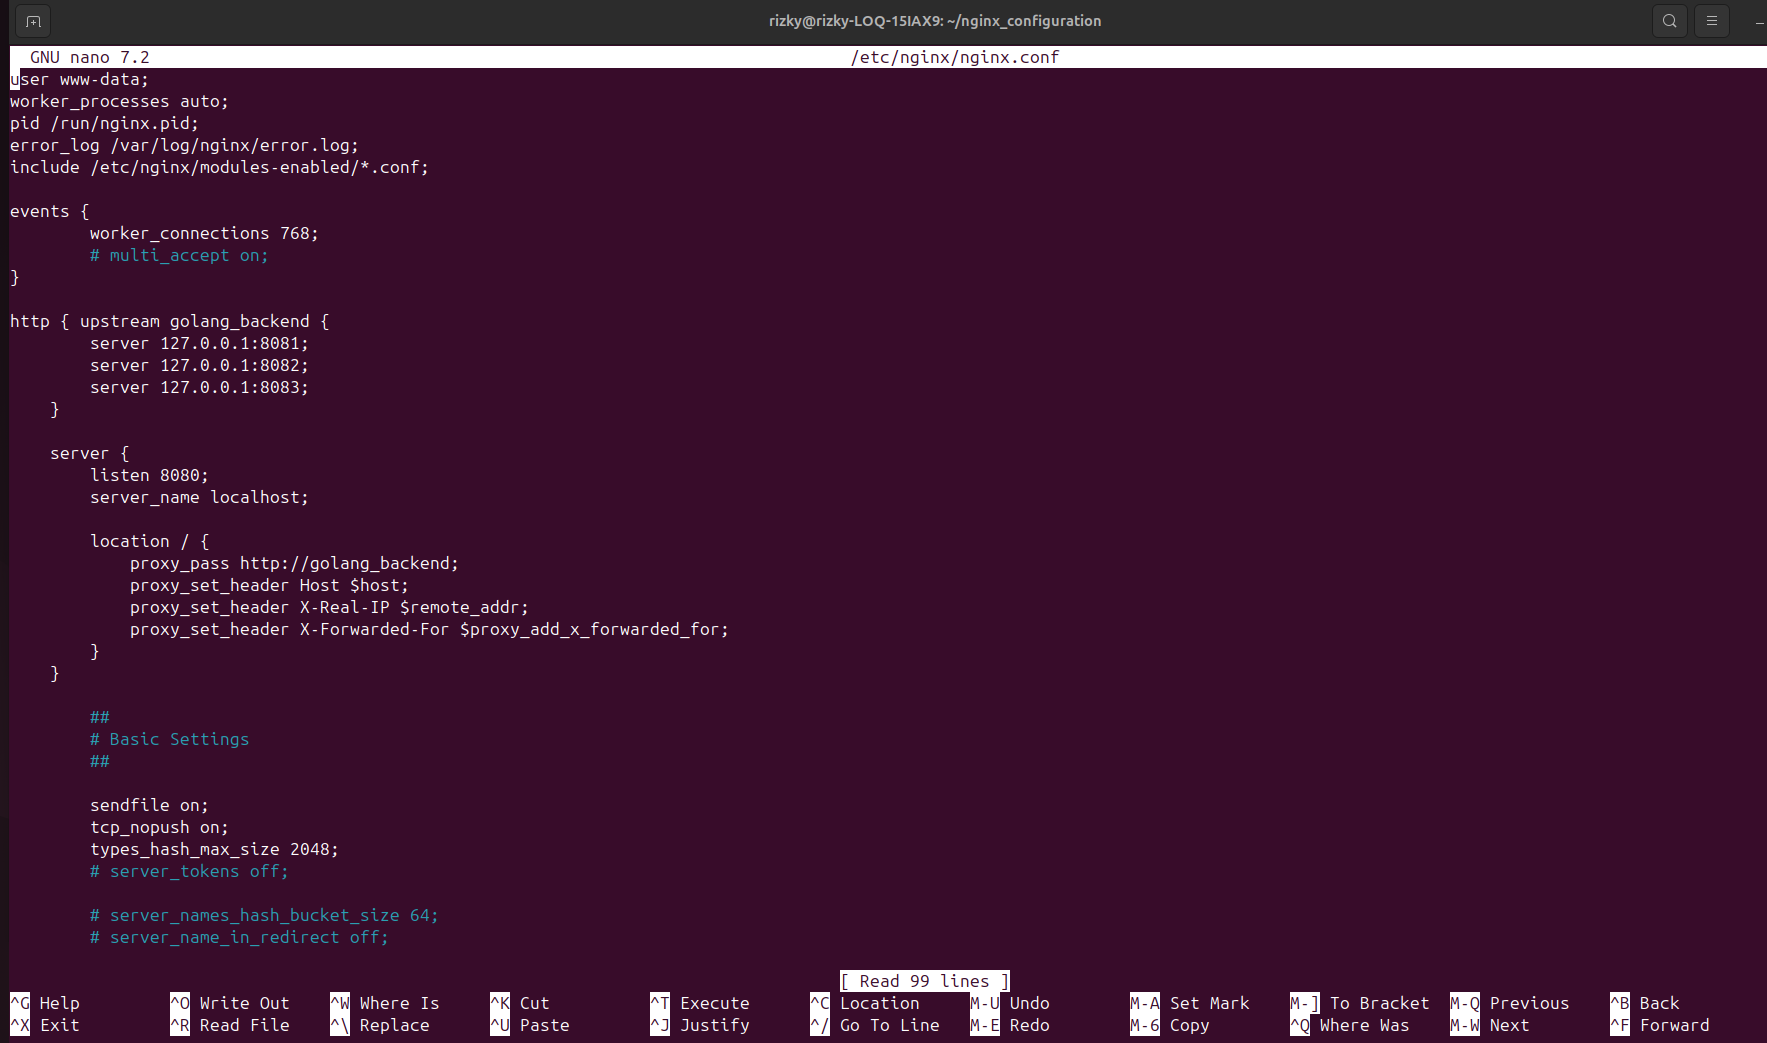 rizky@rizky-LOQ-15IAX9: ~/nginx_configuration
GNU nano 7.2 /etc/nginx/nginx.conf
user www-data;
worker_processes auto;
pid /run/nginx.pid;
error_log /var/log/nginx/error.log;
include /etc/nginx/modules-enabled/*.conf;
events {
worker_connections 768;
# multi_accept on;
}
http { upstream golang_backend {
server 127.0.0.1:8081;
server 127.0.0.1:8082;
server 127.0.0.1:8083;
}
server {
listen 8080;
server_name localhost;
location / {
proxy_pass http://golang_backend;
proxy_set_header Host $host;
proxy_set_header X-Real-IP $remote_addr;
proxy_set_header X-Forwarded-For $proxy_add_x_forwarded_for;
}
}
##
# Basic Settings
##
sendfile on;
tcp_nopush on;
types_hash_max_size 2048;
# server_tokens off;
# server_names_hash_bucket_size 64;
# server_name_in_redirect off;
[ Read 99 lines ]
^G Help ^O Write Out ^W Where Is ^K Cut ^T Execute ^C Location M-U Undo M-A Set Mark M-] To Bracket M-Q Previous ^B Back
^X Exit ^R Read File ^\ Replace ^U Paste ^J Justify ^/ Go To Line M-E Redo M-6 Copy ^Q Where Was M-W Next ^F Forward